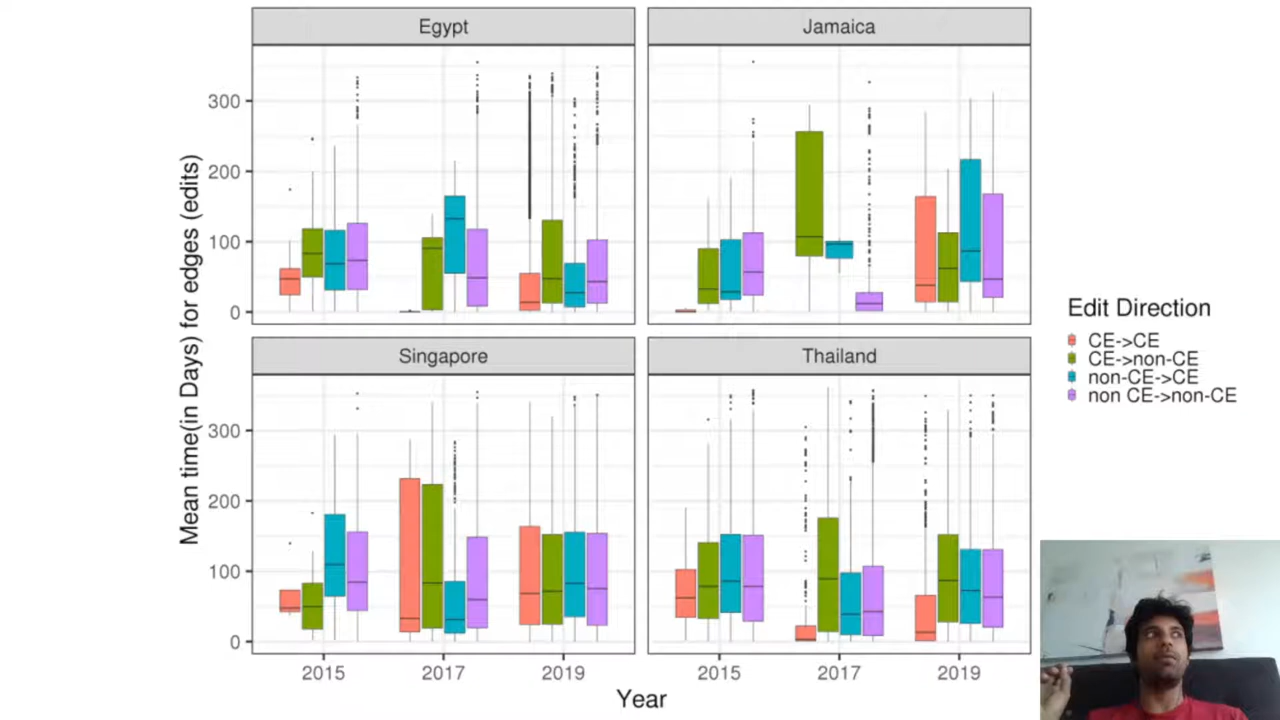 Egypt
Jamaica
300
200
100
0
Singapore
Thailand
300
200
100
0
2015
2017
2019
2015
2017
2019
Year
Mean time(in Days) for edges (edits)
Edit Direction
CE->CE
CE->non-CE
non-CE->CE
non CE->non-CE